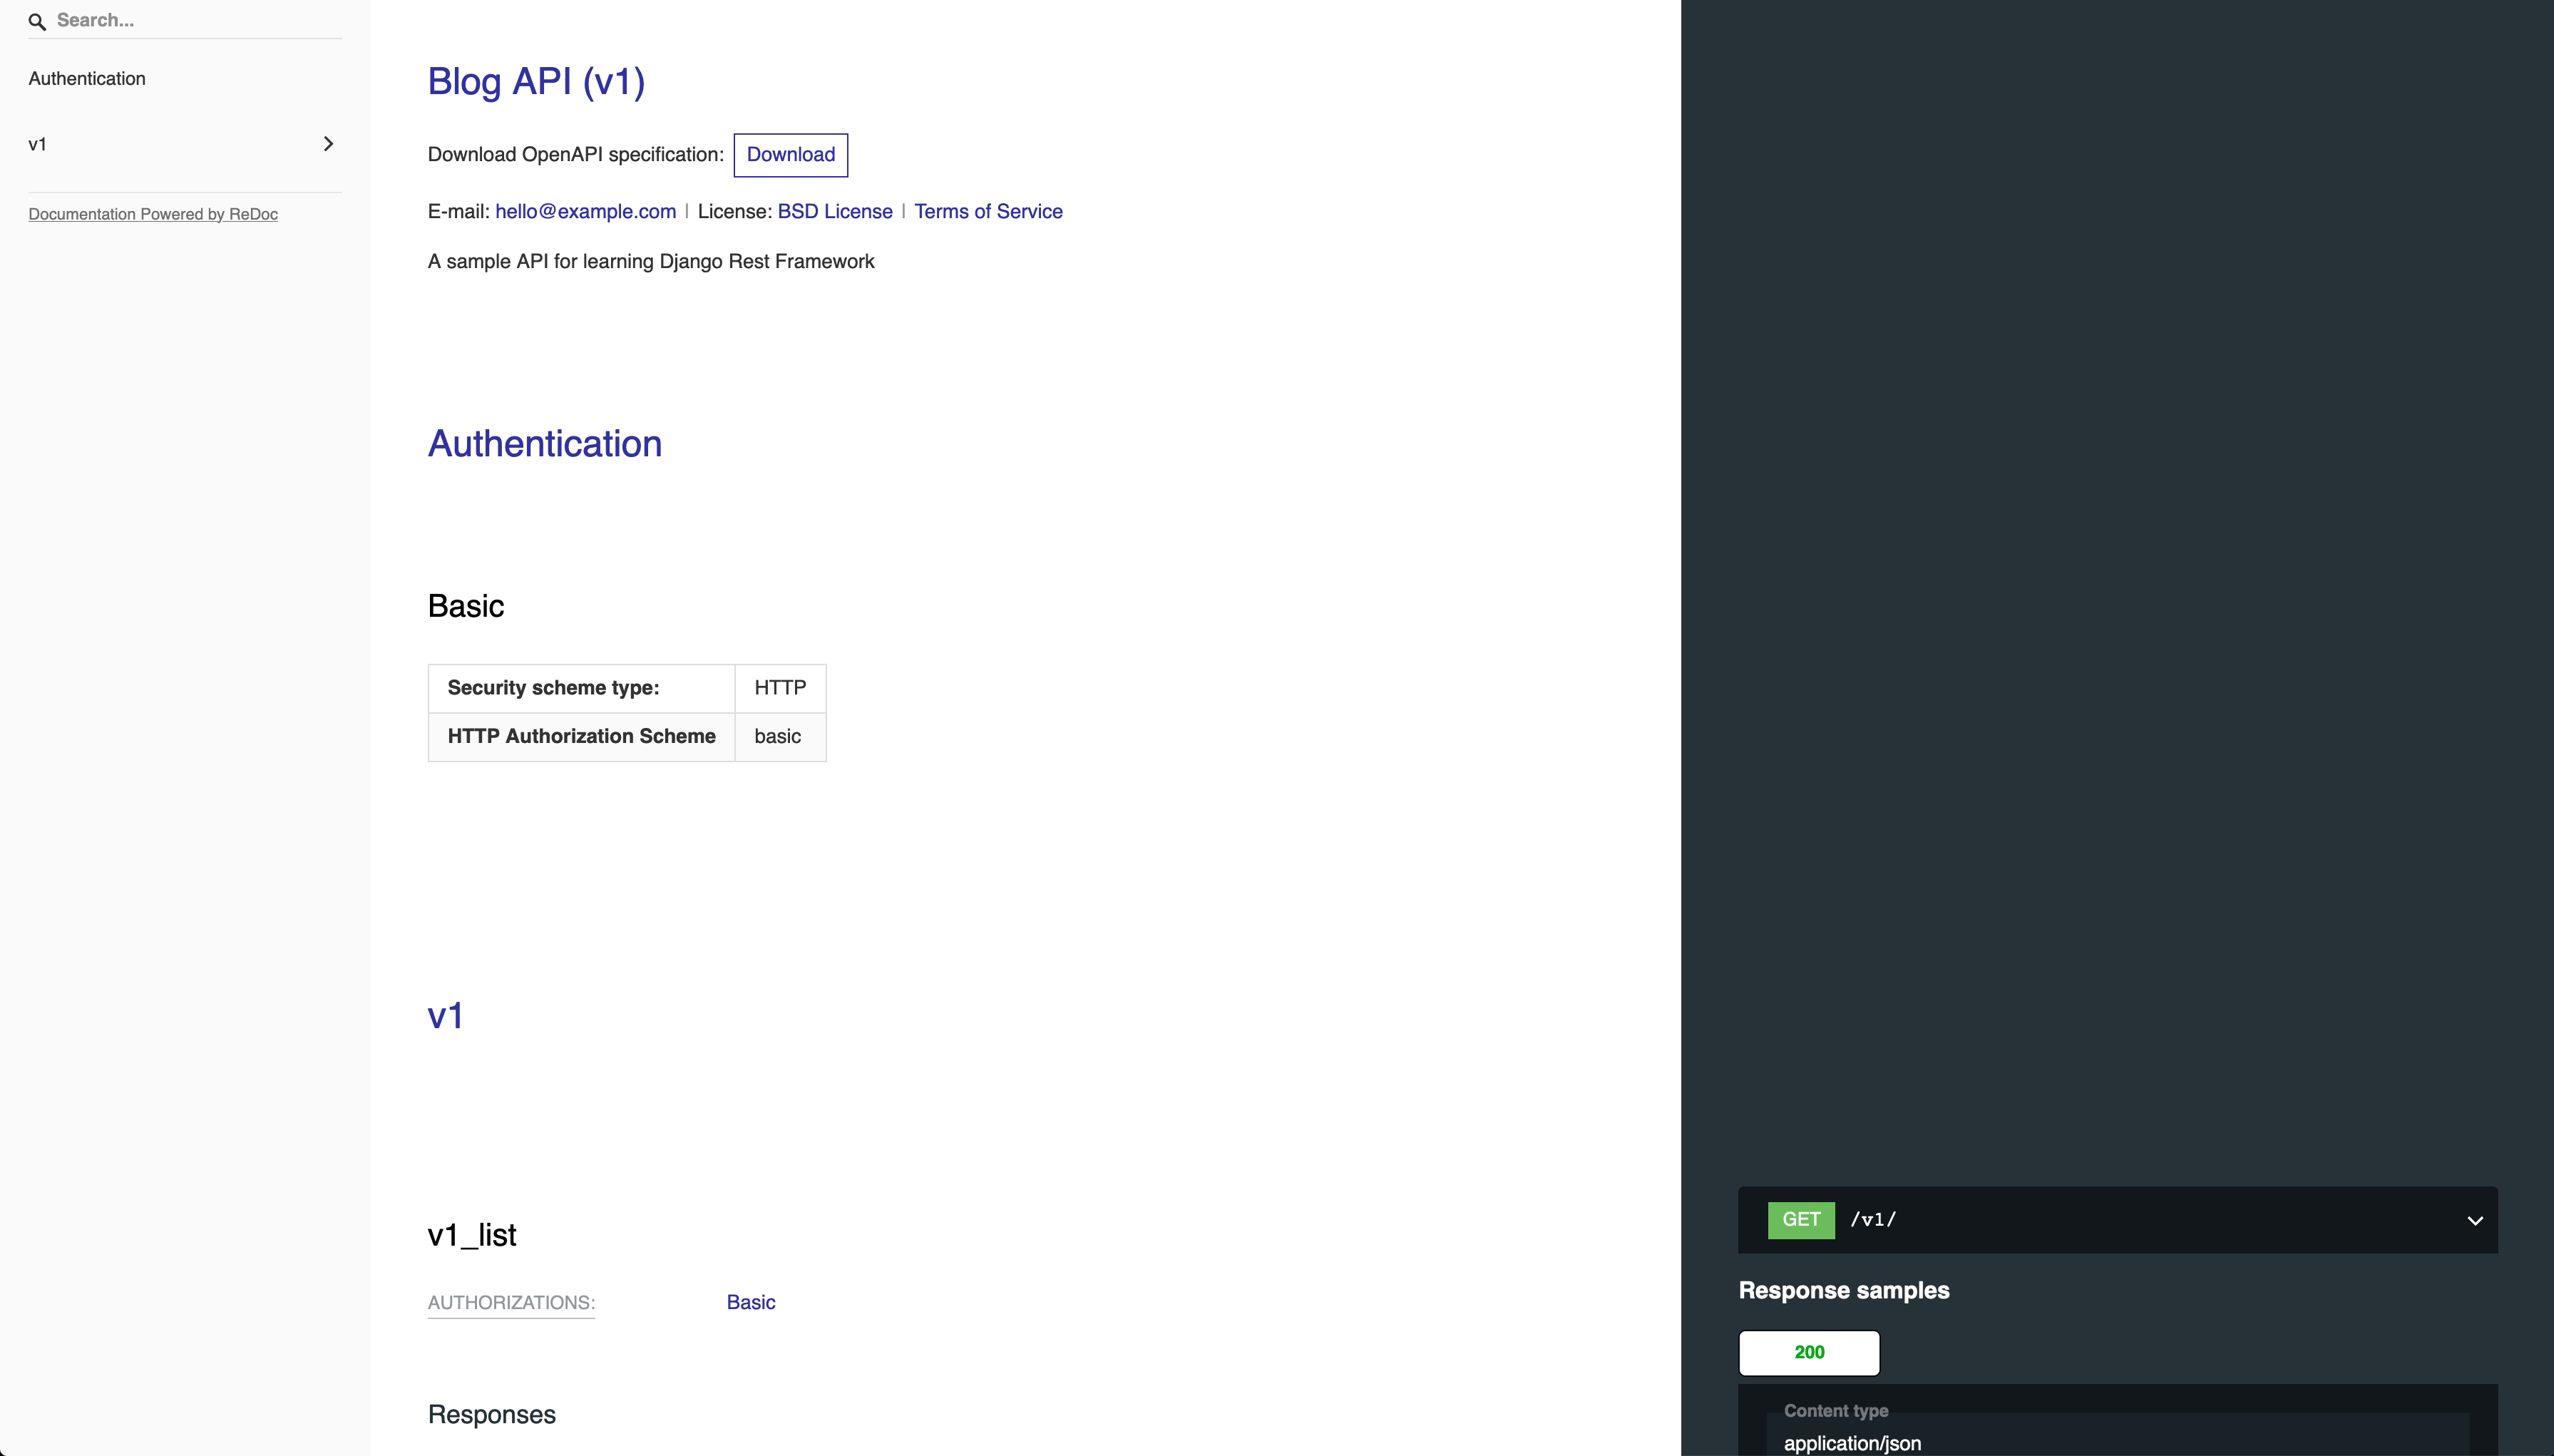 Search...
Authentication
v1
Documentation Powered by ReDoc
Blog API (v1)
Download OpenAPI specification: Download
E-mail: hello@example.com | License: BSD License | Terms of Service
A sample API for learning Django Rest Framework
Authentication
Basic
Security scheme type: HTTP
HTTP Authorization Scheme basic
v1
v1_list
AUTHORIZATIONS: Basic
Responses
GET /v1/
Response samples
200
Content type
application/json